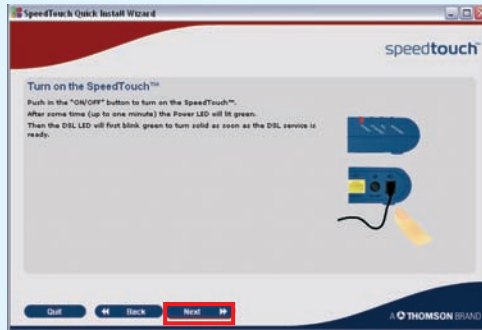 SpeedTouch Quick Install Wizard
speedtouch™
Turn on the SpeedTouch™
Push in the "ON/OFF" button to turn on the SpeedTouch™.
After some time (up to one minute) the Power LED will lit green.
Then the DSL LED will first blink green to turn solid as soon as the DSL service is
ready.
Quit
Back
Next
A THOMSON BRAND